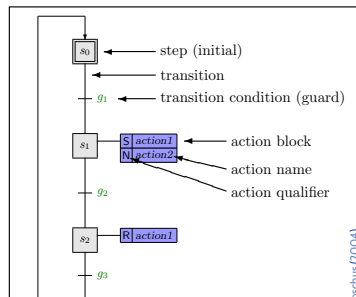 s0 step (initial)
transition
g1 transition condition (guard)
s1 S action1 action block
N action2 action name
action qualifier
g2
s2 R action1
g3
(2004)